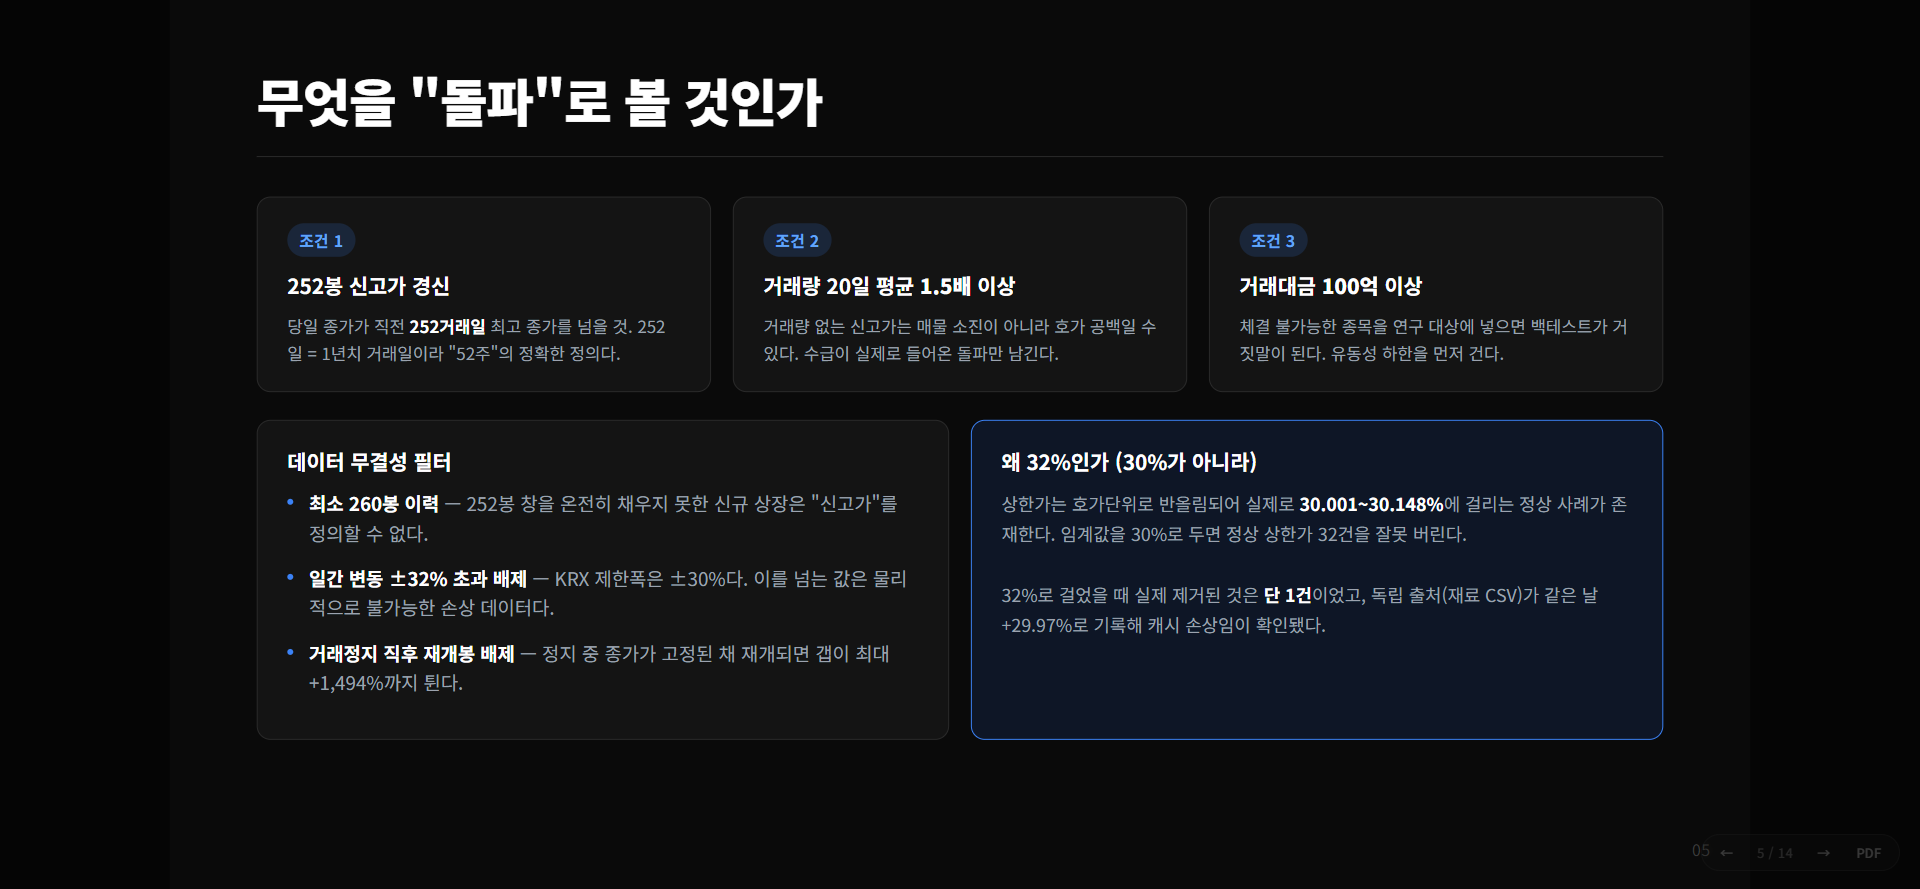 무엇을 "돌파"로 볼 것인가
조건 1
252봉 신고가 경신
당일 종가가 직전 252거래일 최고 종가를 넘을 것. 252
일 = 1년치 거래일이라 "52주"의 정확한 정의다.
조건 2
거래량 20일 평균 1.5배 이상
거래량 없는 신고가는 매물 소진이 아니라 호가 공백일 수
있다. 수급이 실제로 들어온 돌파만 남긴다.
조건 3
거래대금 100억 이상
체결 불가능한 종목을 연구 대상에 넣으면 백테스트가 거
짓말이 된다. 유동성 하한을 먼저 건다.
데이터 무결성 필터
• 최소 260봉 이력 — 252봉 창을 온전히 채우지 못한 신규 상장은 "신고가"를
정의할 수 없다.
• 일간 변동 ±32% 초과 배제 — KRX 제한폭은 ±30%다. 이를 넘는 값은 물리
적으로 불가능한 손상 데이터다.
• 거래정지 직후 재개봉 배제 — 정지 중 종가가 고정된 채 재개되면 갭이 최대
+1,494%까지 튄다.
왜 32%인가 (30%가 아니라)
상한가는 호가단위로 반올림되어 실제로 30.001~30.148%에 걸리는 정상 사례가 존
재한다. 임계값을 30%로 두면 정상 상한가 32건을 잘못 버린다.
32%로 걸었을 때 실제 제거된 것은 단 1건이었고, 독립 출처(재료 CSV)가 같은 날
+29.97%로 기록해 캐시 손상임이 확인됐다.
05
← 5 / 14 → PDF